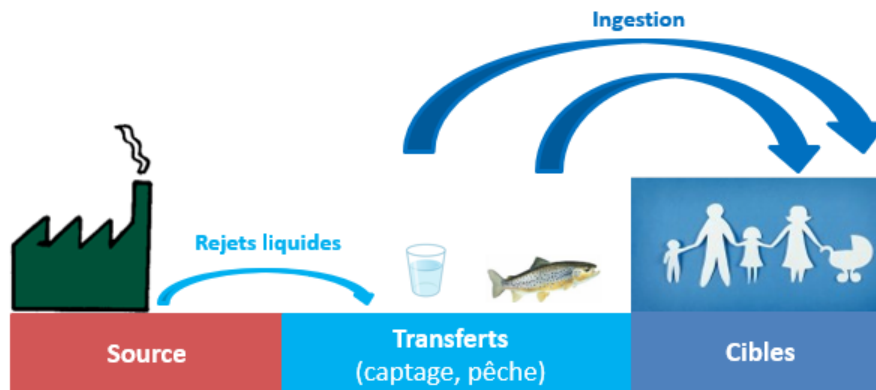 Ingestion
Rejets liquides
Source
Transferts
(captage, pêche)
Cibles